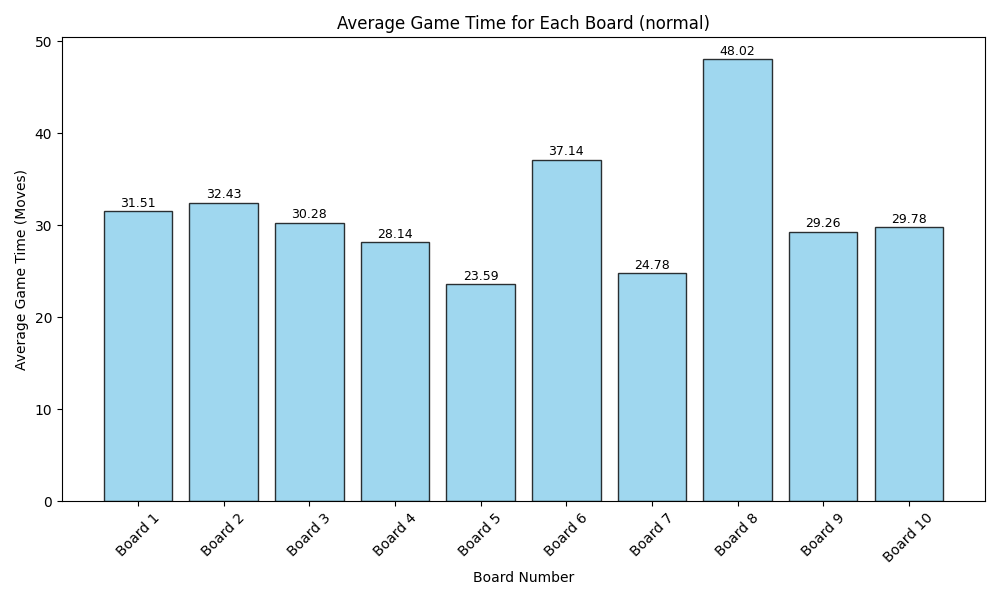 Average Game Time for Each Board (normal)
Average Game Time (Moves)
50
40
30
20
10
0
31.51
32.43
30.28
28.14
23.59
37.14
24.78
48.02
29.26
29.78
Board 1
Board 2
Board 3
Board 4
Board 5
Board 6
Board 7
Board 8
Board 9
Board 10
Board Number